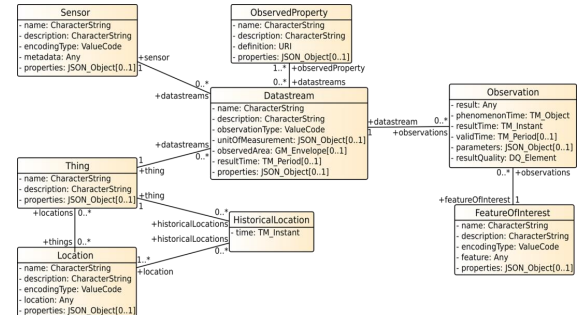 Sensor
- name: CharacterString
- description: CharacterString
- encodingType: ValueCode
- metadata: Any
- properties: JSON_Object[0..1]
+sensor
1
0..*
+datastreams
ObservedProperty
- name: CharacterString
- description: CharacterString
- definition: URI
- properties: JSON_Object[0..1]
1..* +observedProperty
0..* +datastreams
Datastream
- name: CharacterString
- description: CharacterString
- observationType: ValueCode
- unitOfMeasurement: JSON_Object[0..1]
- observedArea: GM_Envelope[0..1]
- resultTime: TM_Period[0..1]
- properties: JSON_Object[0..1]
+datastream 0..*
1 +observations
Observation
- result: Any
- phenomenonTime: TM_Object
- resultTime: TM_Instant
- validTime: TM_Period[0..1]
- parameters: JSON_Object[0..1]
- resultQuality: DQ_Element
0..* +observations
+featureOfInterest 1
FeatureOfInterest
- name: CharacterString
- description: CharacterString
- encodingType: ValueCode
- feature: Any
- properties: JSON_Object[0..1]
+datastreams
0..*
1
+thing
Thing
- name: CharacterString
- description: CharacterString
- properties: JSON_Object[0..1]
+thing
1
0..*
+historicalLocations
HistoricalLocation
- time: TM_Instant
+locations 0..*
+things 0..*
+historicalLocations
0..*
1..*
+location
Location
- name: CharacterString
- description: CharacterString
- encodingType: ValueCode
- location: Any
- properties: JSON_Object[0..1]